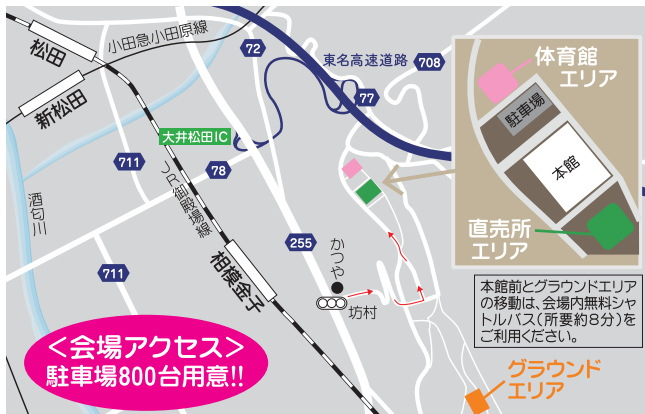 松田
小田急小田原線
新松田
72
東名高速道路
708
77
大井松田IC
711
78
JR御殿場線
酒匂川
255
711
相模金子
かつや
坊村
体育館
エリア
駐車場
本館
直売所
エリア
本館前とグラウンドエリア
の移動は、会場内無料シャ
トルバス(所要約8分)を
ご利用ください。
グラウンド
エリア
<会場アクセス>
駐車場800台用意!!